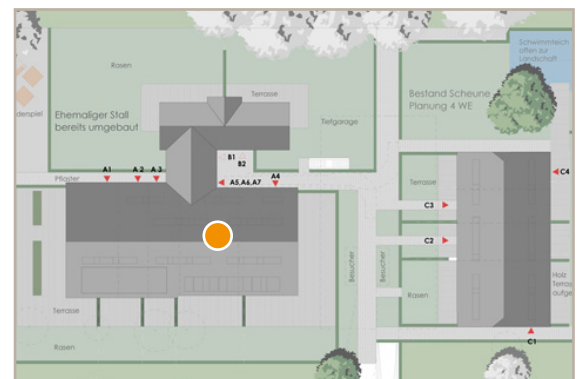 Schwimmteich
offen zur
Landschaft
Rasen
derspiel
Terrasse
Bestand Scheune
Planung 4 WE
Ehemaliger Stall
bereits umgebaut
Tiefgarage
B1
B2
A1
A 2
A 3
A4
C4
Pflaster
A5,A6,A7
Terrasse
C3
C2
Besucher
Besucher
Holz
Terras
aufge
Rasen
Terrasse
C1
Rasen